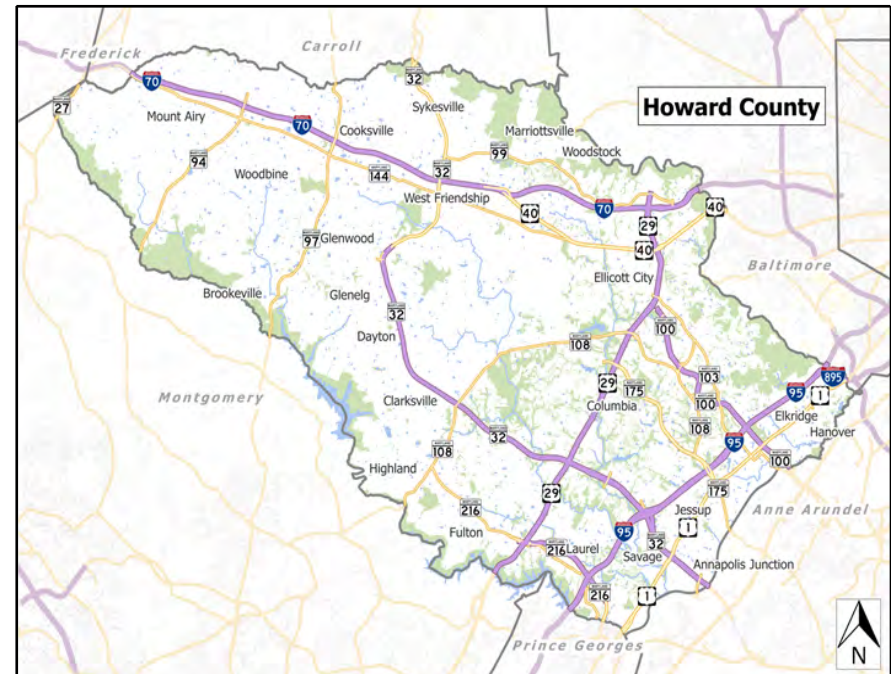 Carroll
Frederick
Howard County
MARYLAND
32
70
27
Sykesville
Mount Airy
70
Cooksville
Marriottsville
99
Woodstock
94
144
32
Woodbine
West Friendship
40
70
40
29
97
Glenwood
40
Baltimore
Ellicott City
Brookeville
Glenelg
32
100
Dayton
108
29
103
95
895
175
Montgomery
Clarksville
Columbia
100
1
Elkridge
108
Hanover
32
95
108
100
Highland
175
29
Anne Arundel
216
Jessup
1
Fulton
95
32
216
Laurel
Savage
Annapolis Junction
216
1
Prince Georges
N